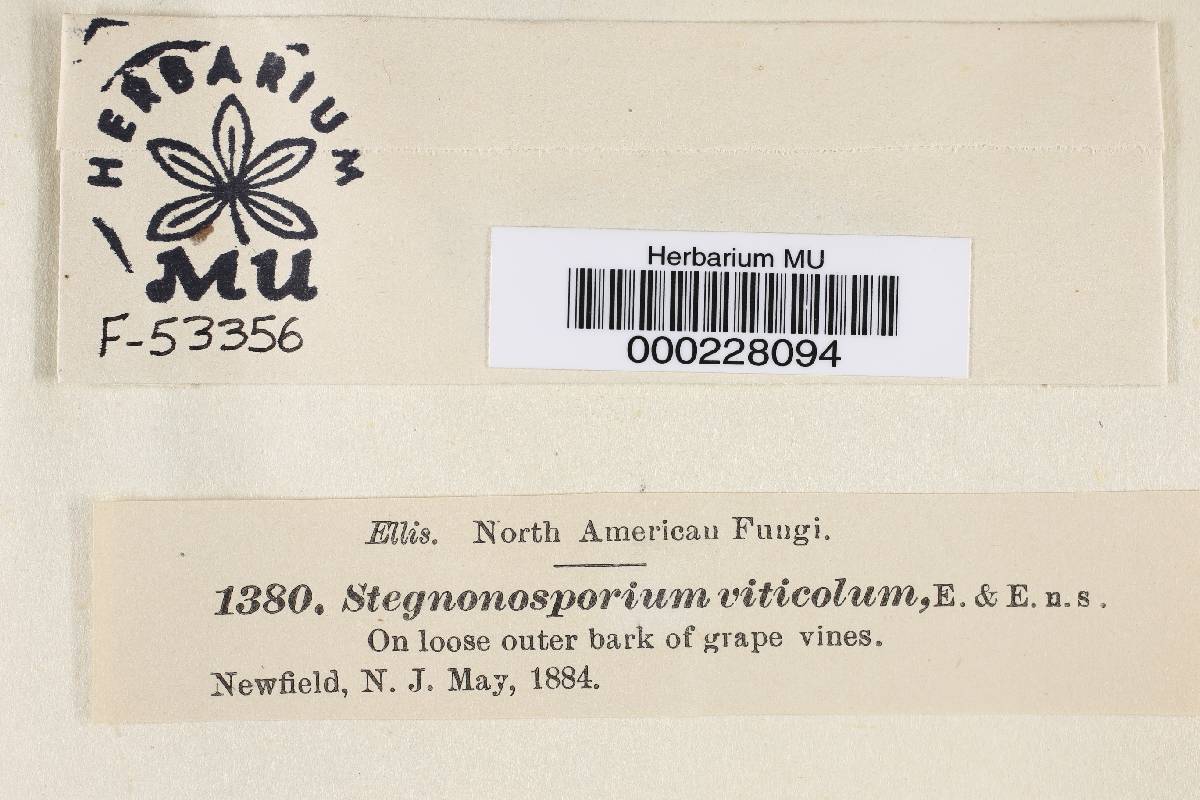 HERBARIUM
MU
F-53356
Herbarium MU
000228094
Ellis. North American Fungi.
1380. Stegnonosporium viticolum, E. & E. n. s.
On loose outer bark of grape vines.
Newfield, N. J. May, 1884.